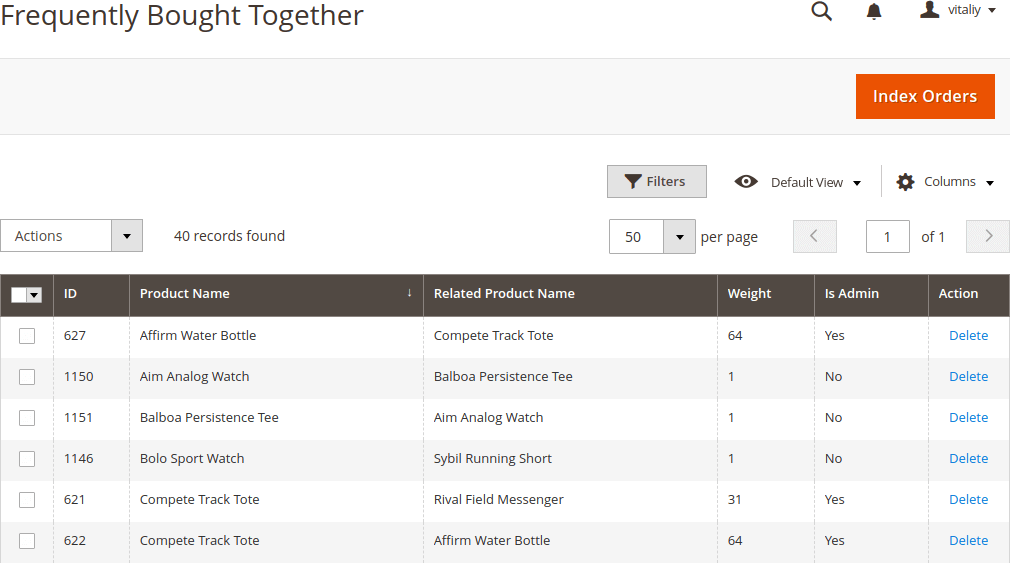 Frequently Bought Together
vitaliy
Index Orders
Filters Default View Columns
Actions 40 records found 50 per page 1 of 1
ID Product Name ↓ Related Product Name Weight Is Admin Action
627 Affirm Water Bottle Compete Track Tote 64 Yes Delete
1150 Aim Analog Watch Balboa Persistence Tee 1 No Delete
1151 Balboa Persistence Tee Aim Analog Watch 1 No Delete
1146 Bolo Sport Watch Sybil Running Short 1 No Delete
621 Compete Track Tote Rival Field Messenger 31 Yes Delete
622 Compete Track Tote Affirm Water Bottle 64 Yes Delete